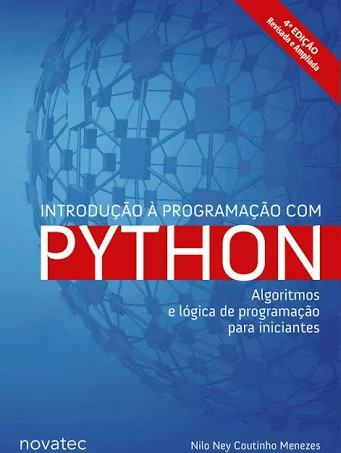 4ª EDIÇÃO
Revisada e Ampliada
INTRODUÇÃO À PROGRAMAÇÃO COM
PYTHON
Algoritmos
e lógica de programação
para iniciantes
novatec
Nilo Ney Coutinho Menezes